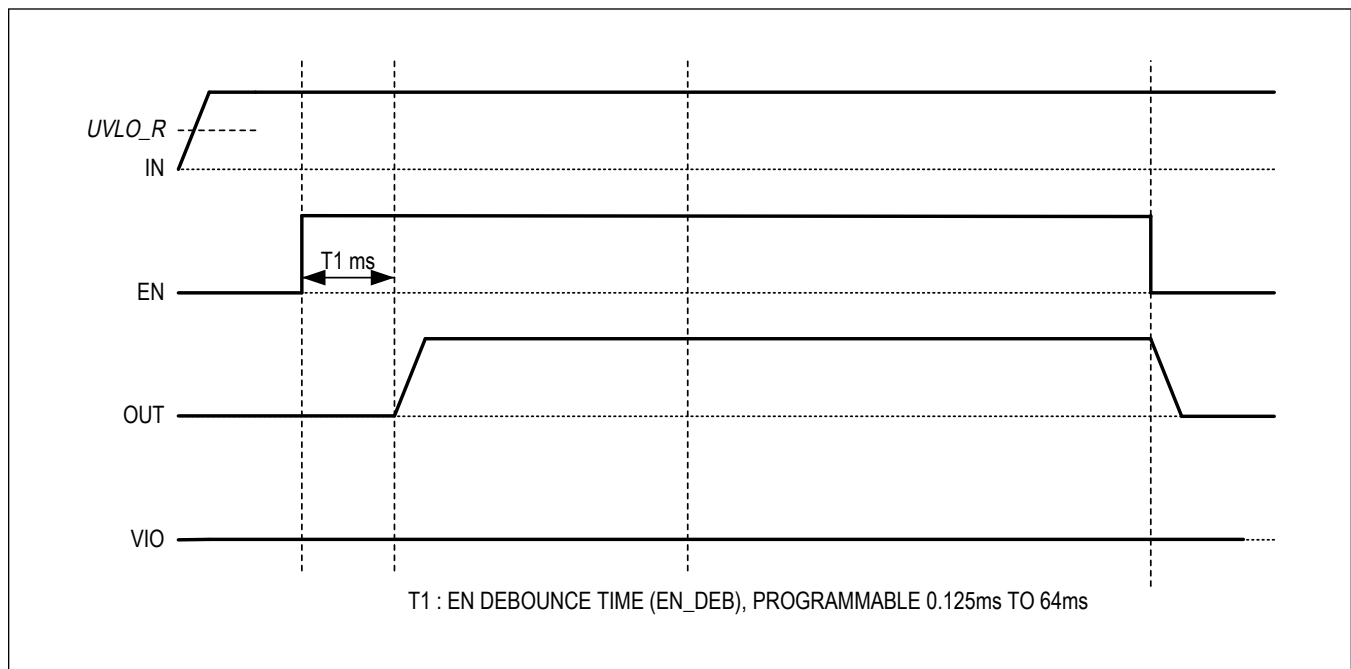 UVLO_R
IN
T1 ms
EN
OUT
VIO
T1 : EN DEBOUNCE TIME (EN_DEB), PROGRAMMABLE 0.125ms TO 64ms